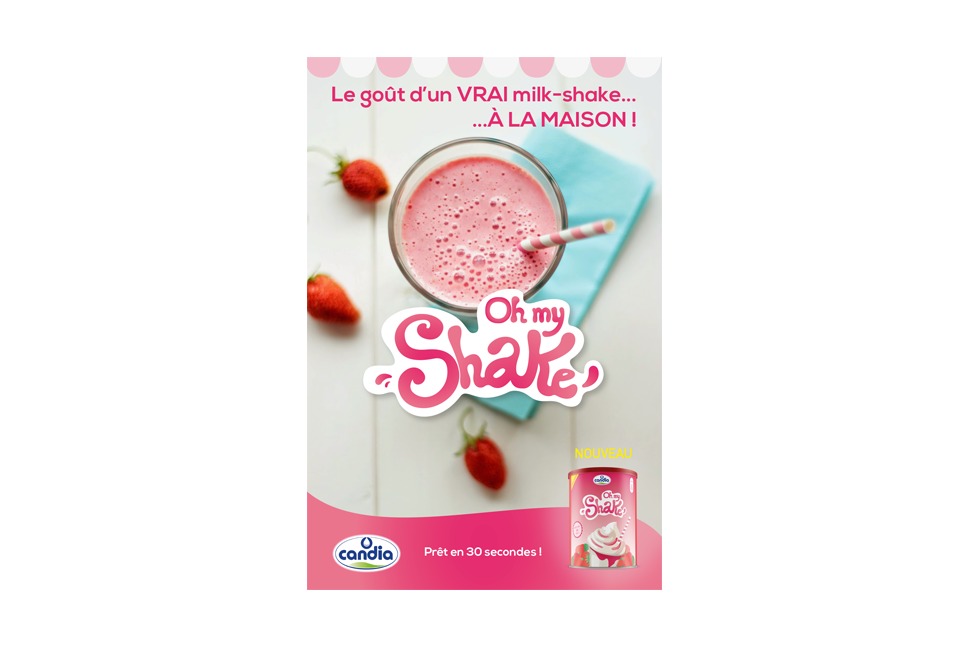 Le goût d'un VRAI milk-shake...
...À LA MAISON !
Oh my
Shake
NOUVEAU
candia
Oh my
Shake
candia
Prêt en 30 secondes !